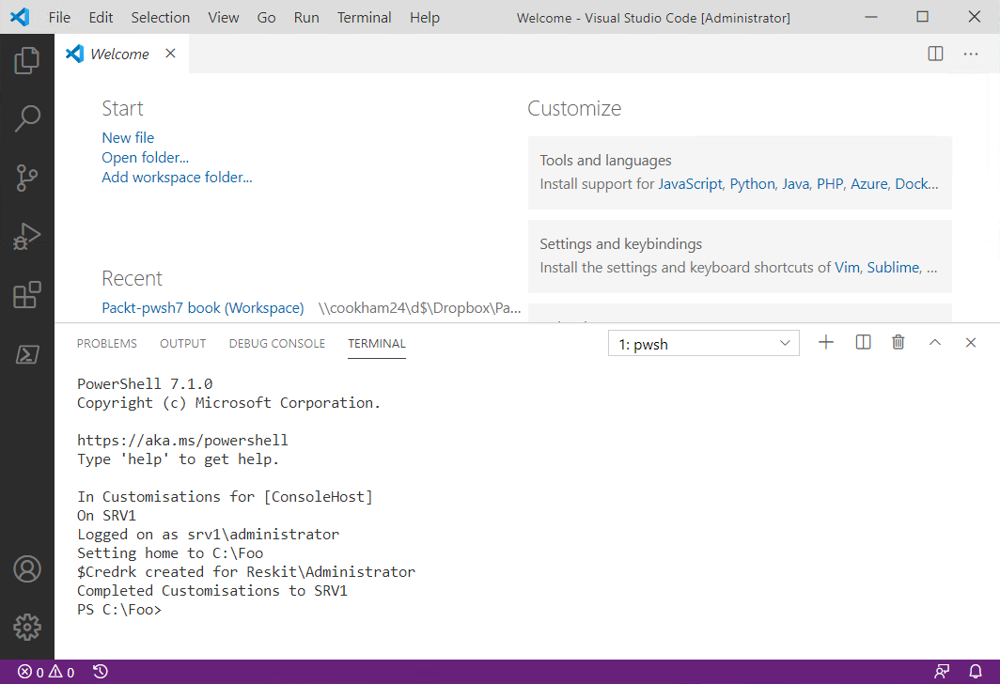 File Edit Selection View Go Run Terminal Help Welcome - Visual Studio Code [Administrator]
Welcome
Start
New file
Open folder...
Add workspace folder...
Recent
Packt-pwsh7 book (Workspace) \\cookham24\d$\Dropbox\Pa...
Customize
Tools and languages
Install support for JavaScript, Python, Java, PHP, Azure, Dock...
Settings and keybindings
Install the settings and keyboard shortcuts of Vim, Sublime, ...
PROBLEMS OUTPUT DEBUG CONSOLE TERMINAL 1: pwsh
PowerShell 7.1.0
Copyright (c) Microsoft Corporation.
https://aka.ms/powershell
Type 'help' to get help.
In Customisations for [ConsoleHost]
On SRV1
Logged on as srv1\administrator
Setting home to C:\Foo
$Credrk created for Reskit\Administrator
Completed Customisations to SRV1
PS C:\Foo>
0 0